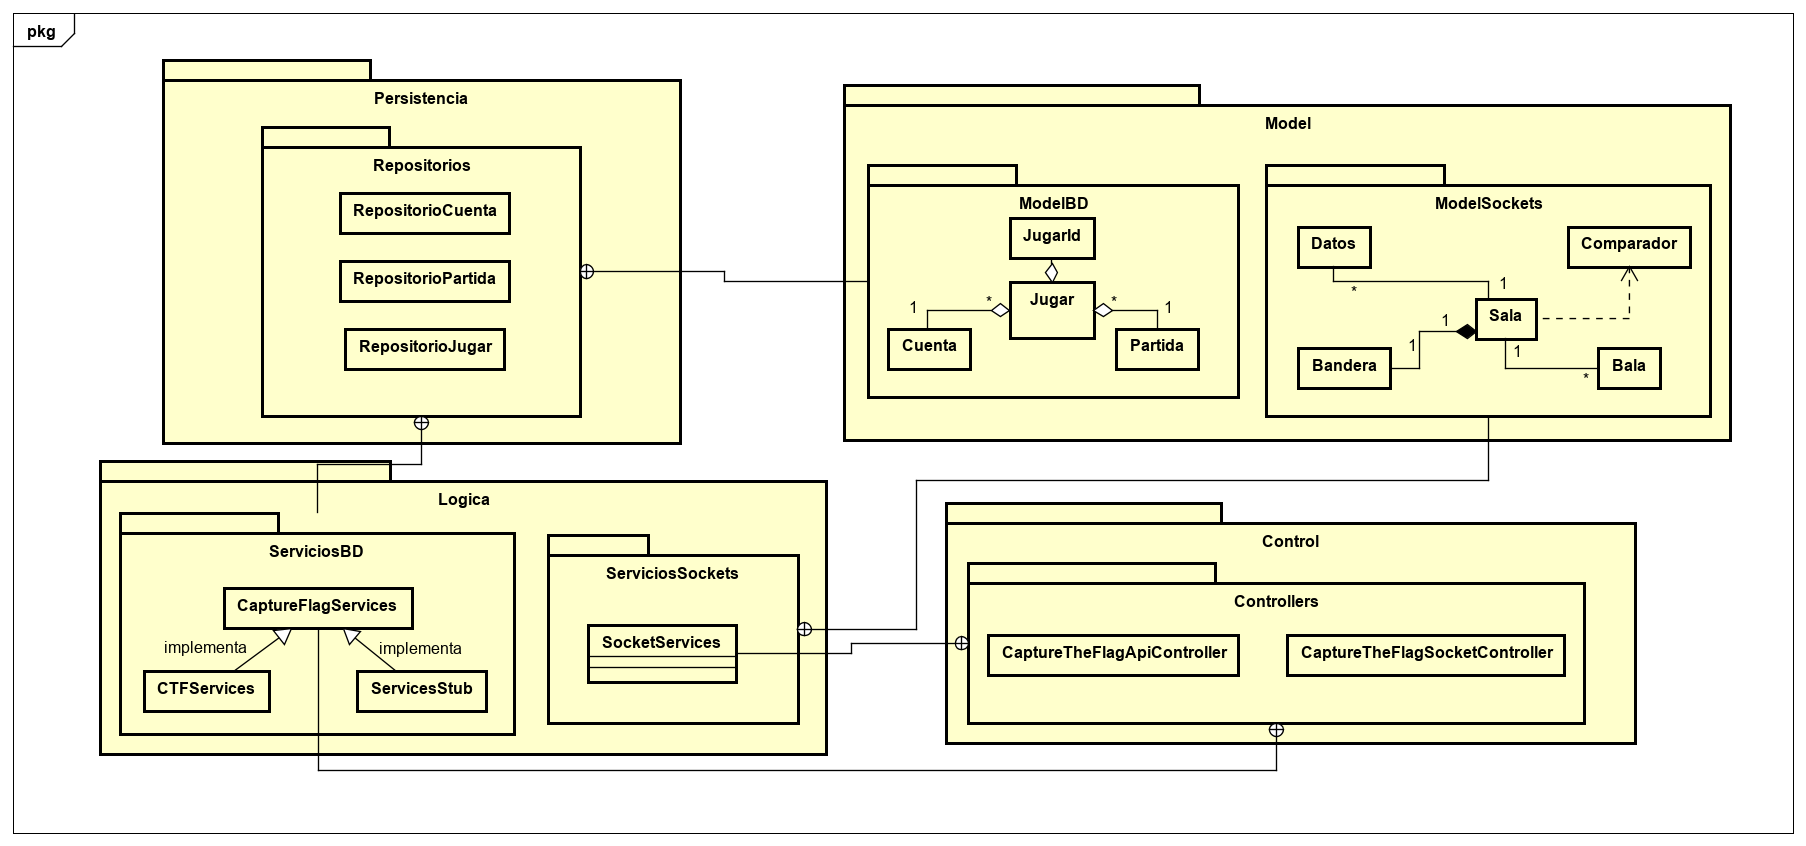 pkg
Persistencia
Repositorios
RepositorioCuenta
RepositorioPartida
RepositorioJugar
Model
ModelBD
JugarId
Jugar
1
*
*
1
Cuenta
Partida
ModelSockets
Datos
Comparador
*
1
Sala
1
1
1
Bandera
*
Bala
Logica
ServiciosBD
CaptureFlagServices
implementa
implementa
CTFServices
ServicesStub
ServiciosSockets
SocketServices
Control
Controllers
CaptureTheFlagApiController
CaptureTheFlagSocketController